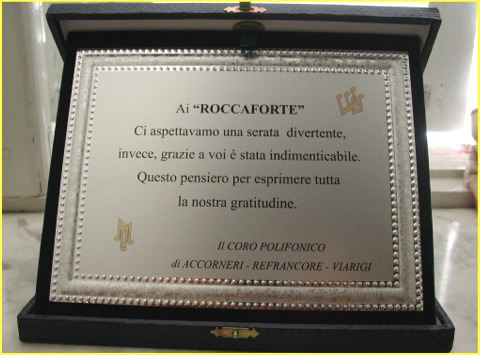 Ai “ROCCAFORTE”
Ci aspettavamo una serata divertente,
invece, grazie a voi è stata indimenticabile.
Questo pensiero per esprimere tutta
la nostra gratitudine.
Il CORO POLIFONICO
di ACCORNERI - REFRANCORE - VIARIGI